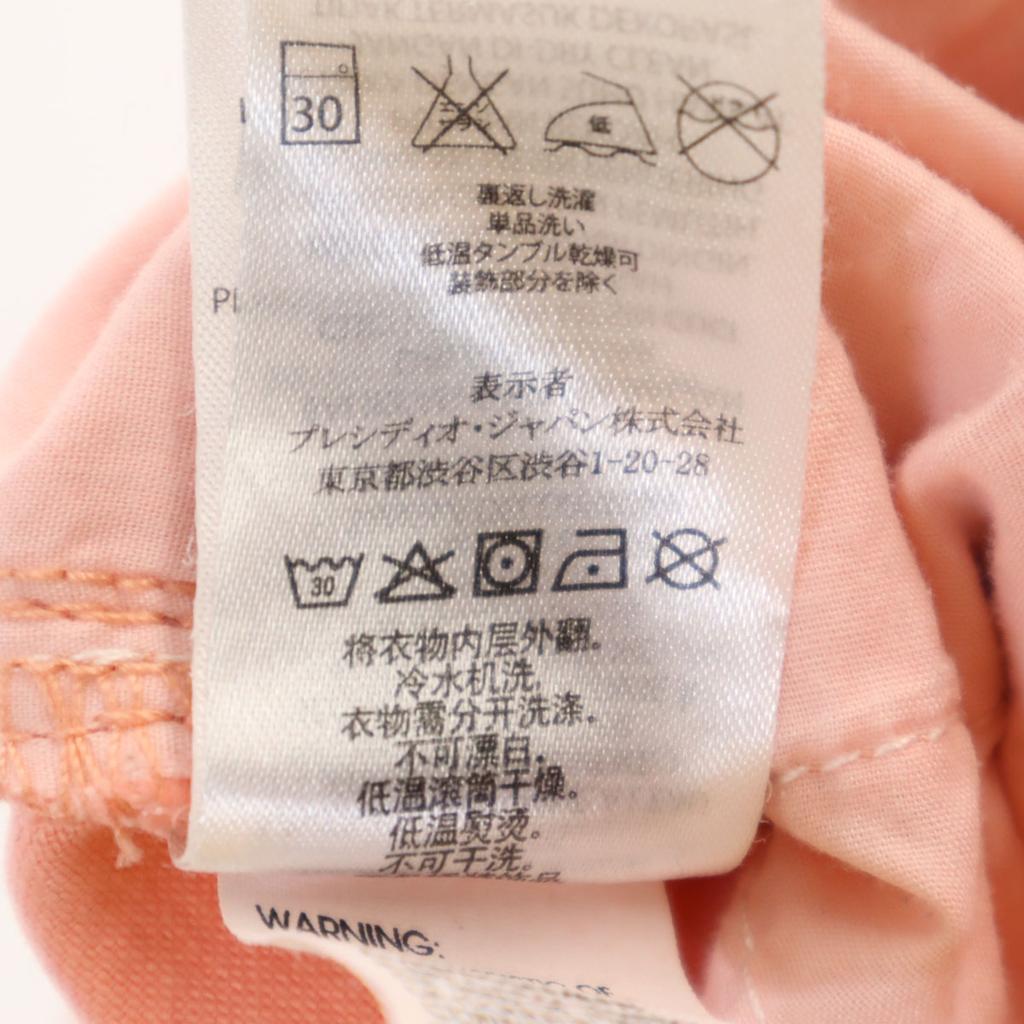 30
低
裏返し洗濯
単品洗い
低温タンブル乾燥可
装飾部分を除く
PI
表示者
プレシディオ・ジャパン株式会社
東京都渋谷区渋谷1-20-28
30
将衣物内层外翻。
冷水机洗.
衣物需分开洗涤。
不可漂白.
低温滚筒干燥。
低温熨烫。
不可干洗。
WARNING: